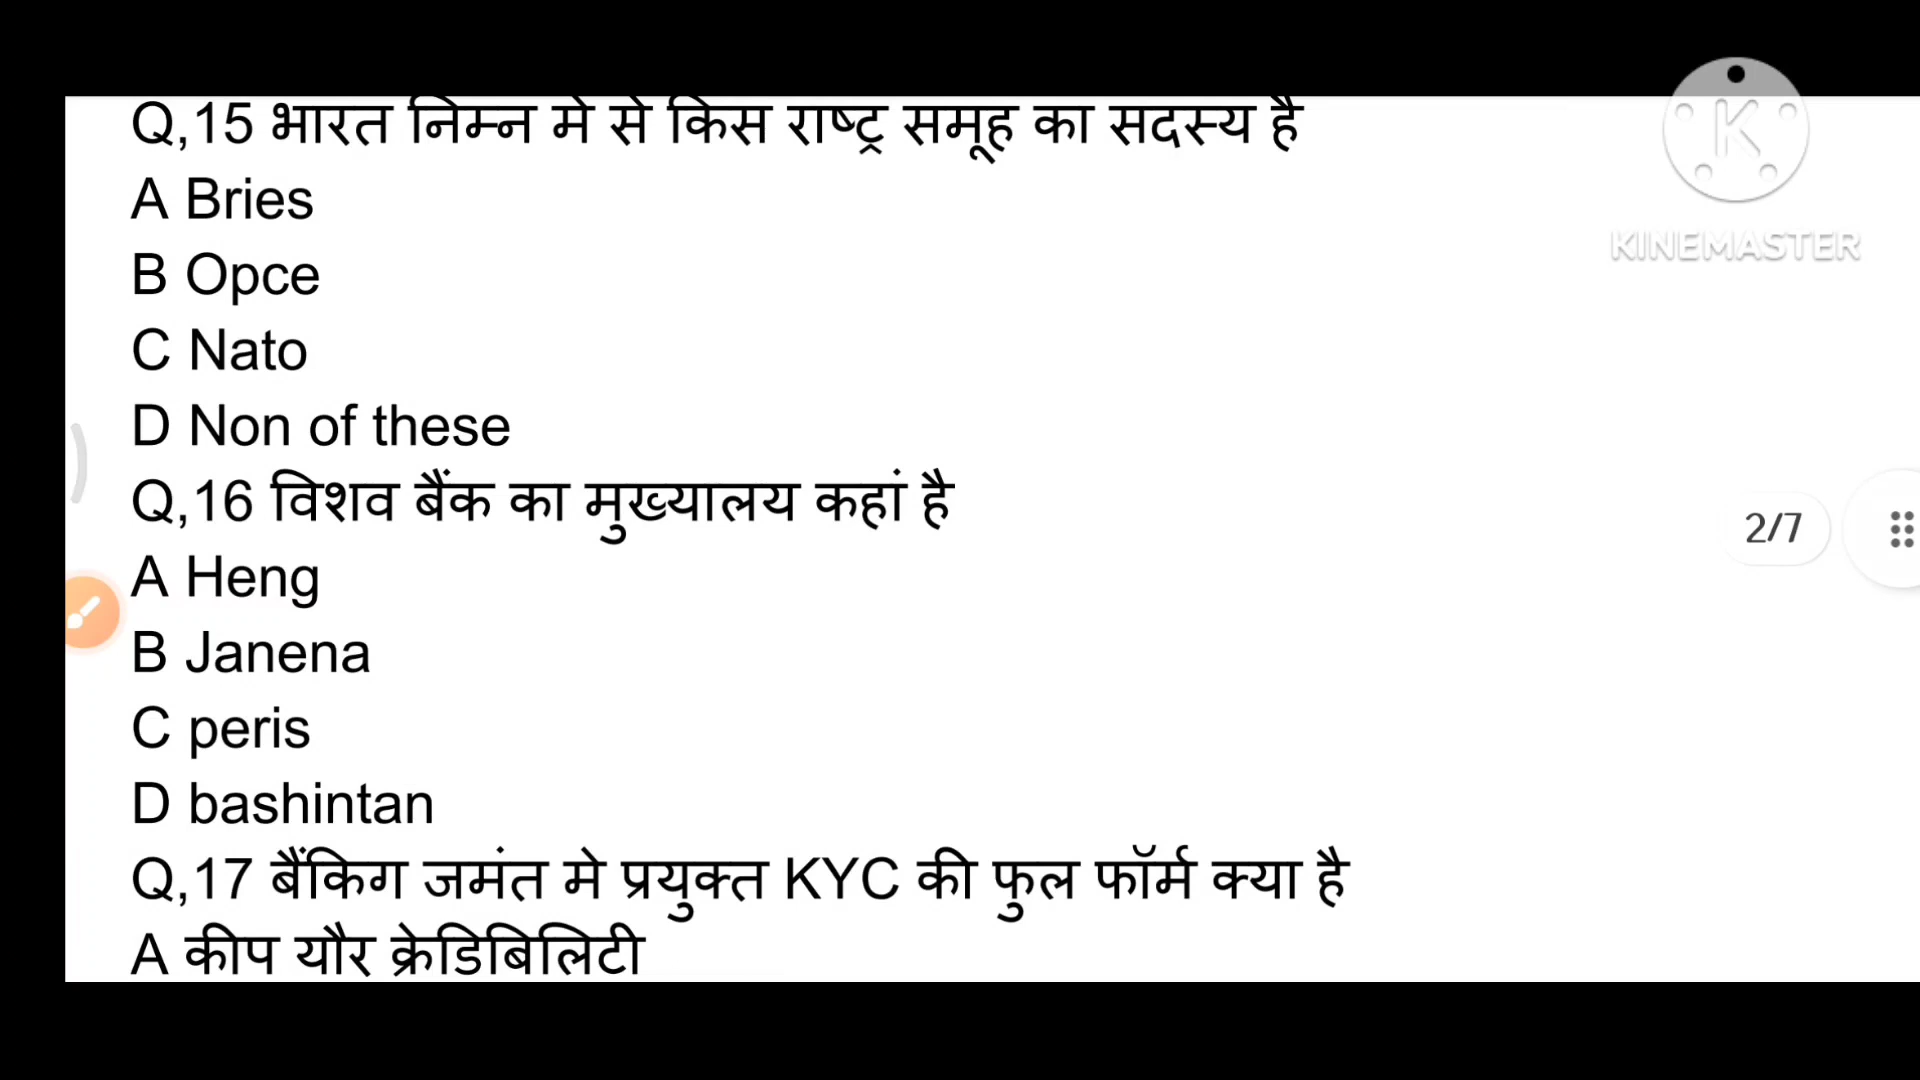 Q,15 भारत निम्न मे से किस राष्ट्र समूह का सदस्य है
A Bries
B Opce
C Nato
D Non of these
Q,16 विशव बैंक का मुख्यालय कहां है
A Heng
B Janena
C peris
D bashintan
Q,17 बैंकिग जमंत मे प्रयुक्त KYC की फुल फॉर्म क्या है
A कीप यौर क्रेडिबिलिटी
K
KINEMASTER
2/7